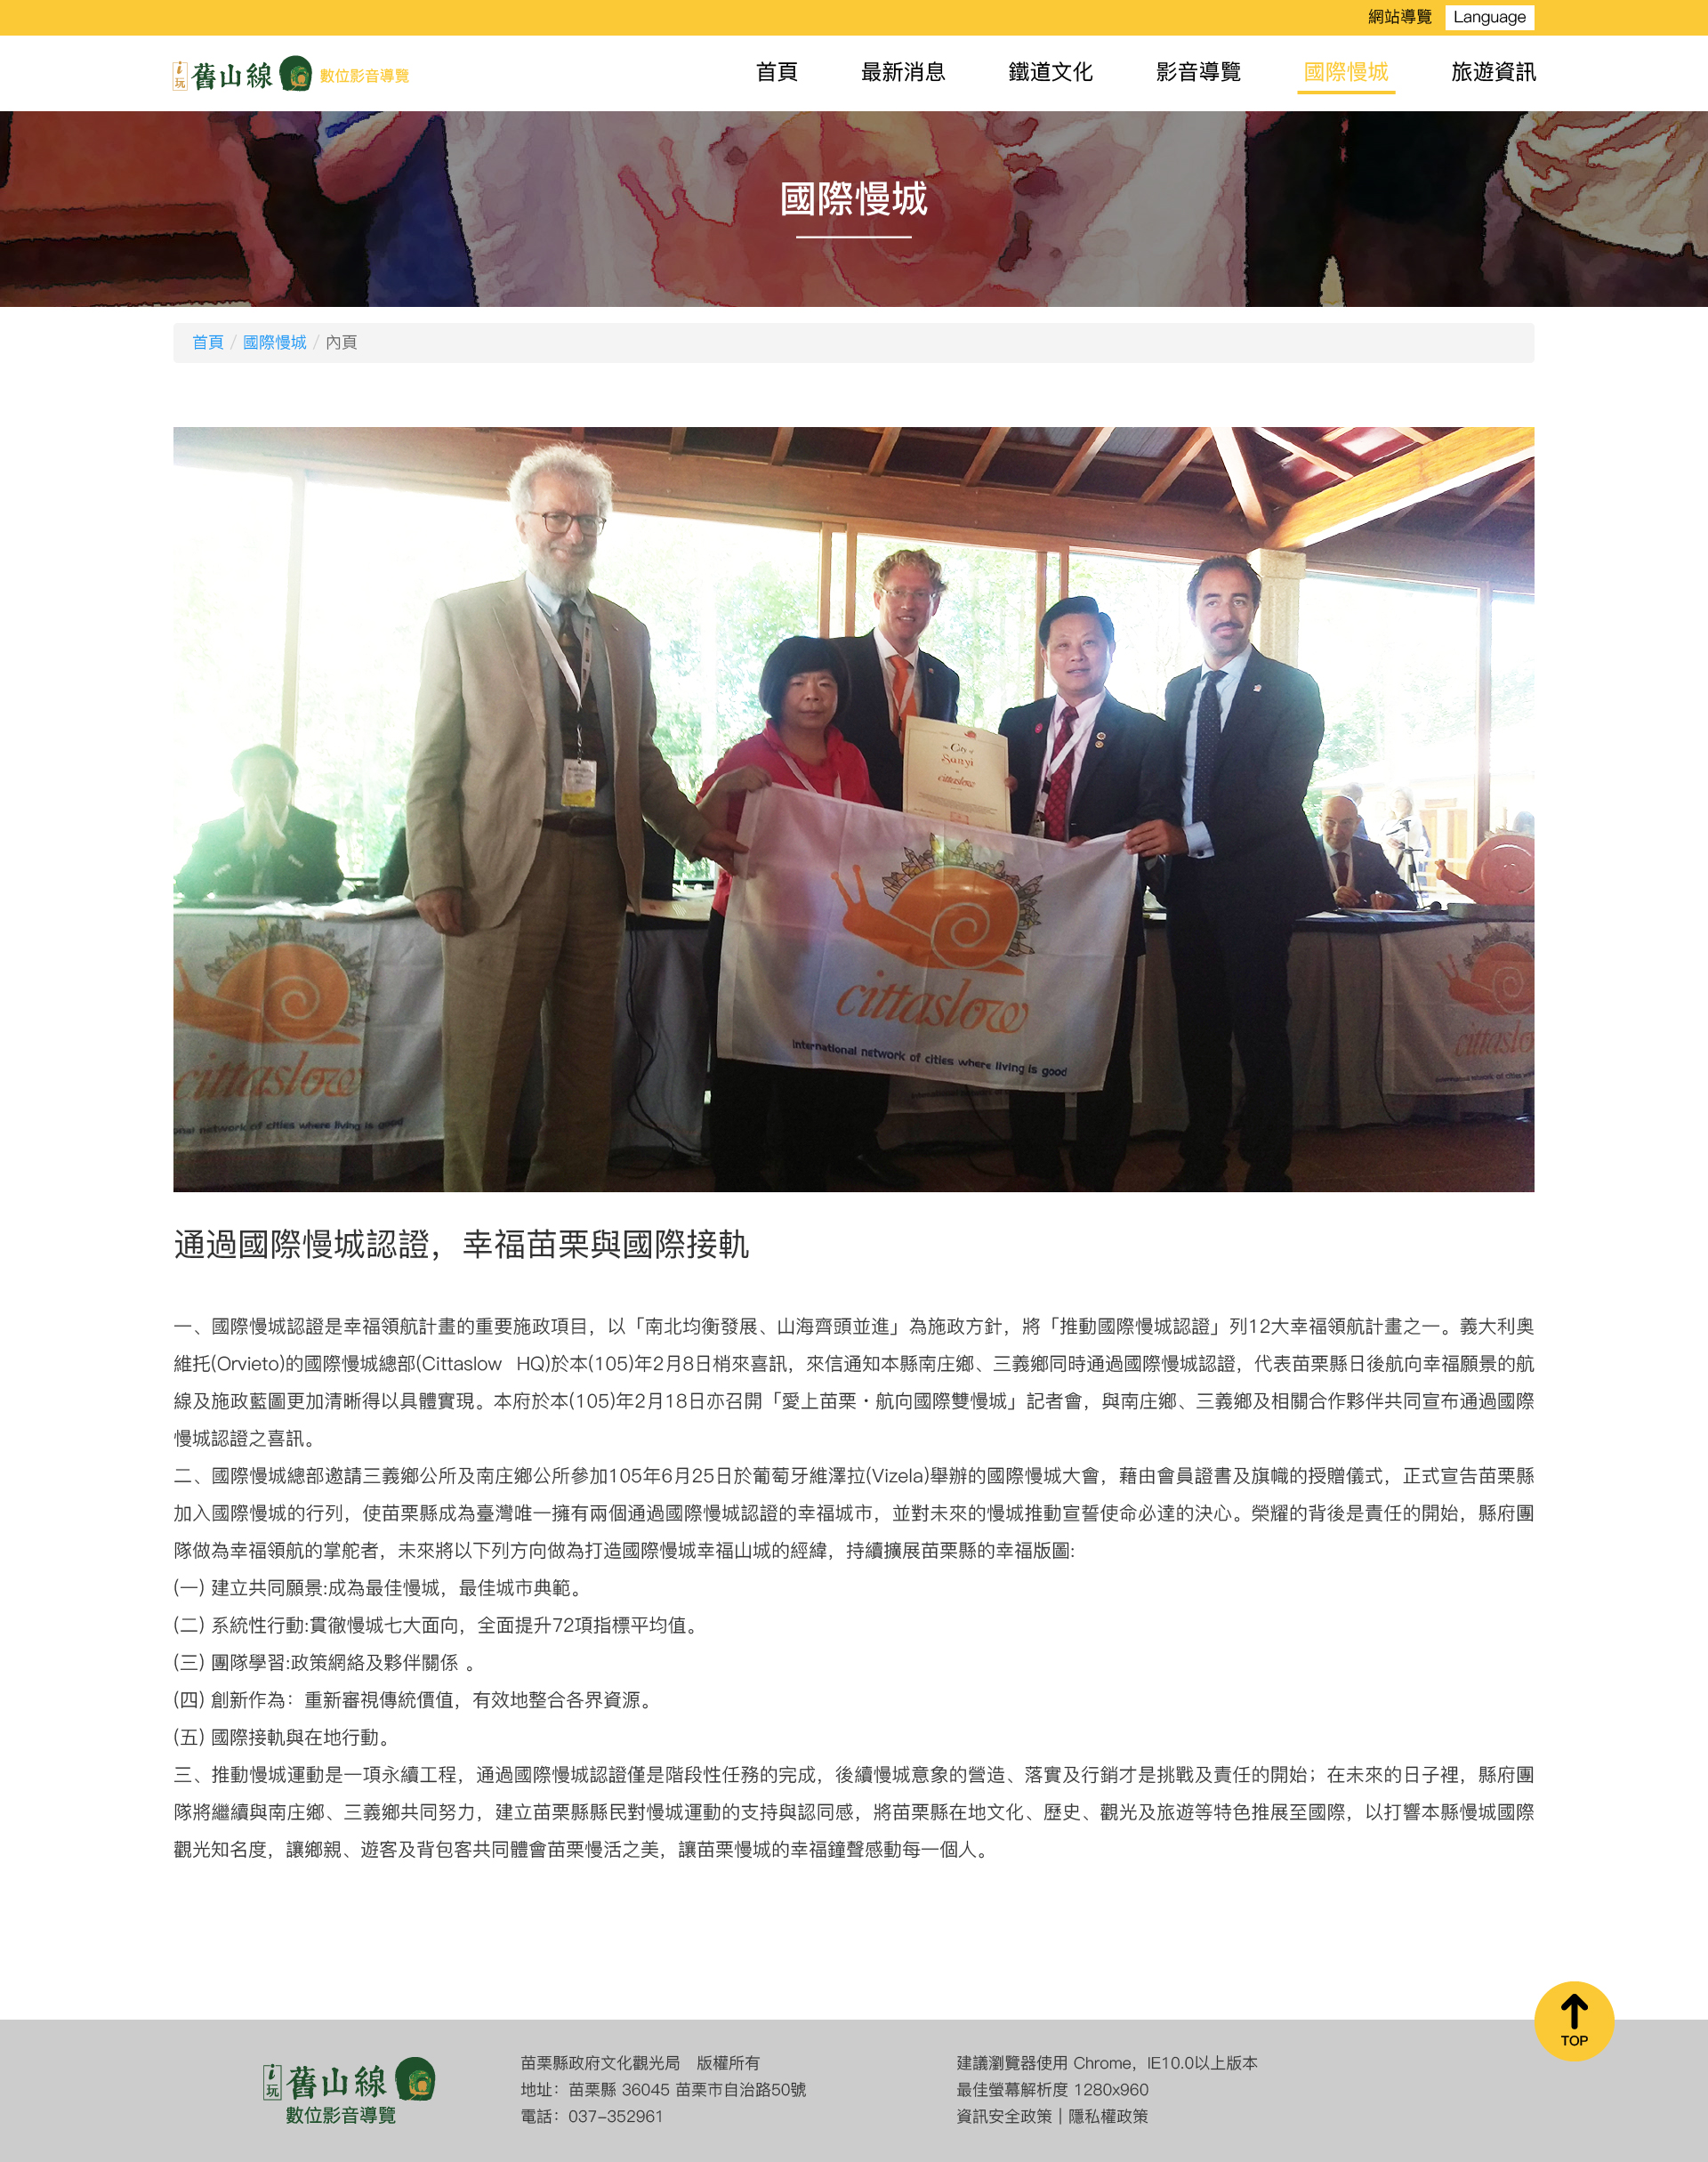 網站導覽 Language
i玩 舊山線 數位影音導覽
首頁 最新消息 鐵道文化 影音導覽 國際慢城 旅遊資訊
國際慢城
首頁 / 國際慢城 / 內頁
the City of
Sanyi
cittaslow
cittaslow
International network of cities where living is good
cittaslow
nal network of cities where living is good
通過國際慢城認證，幸福苗栗與國際接軌
一、國際慢城認證是幸福領航計畫的重要施政項目，以「南北均衡發展、山海齊頭並進」為施政方針，將「推動國際慢城認證」列12大幸福領航計畫之一。義大利奧
維托(Orvieto)的國際慢城總部(Cittaslow HQ)於本(105)年2月8日梢來喜訊，來信通知本縣南庄鄉、三義鄉同時通過國際慢城認證，代表苗栗縣日後航向幸福願景的航
線及施政藍圖更加清晰得以具體實現。本府於本(105)年2月18日亦召開「愛上苗栗・航向國際雙慢城」記者會，與南庄鄉、三義鄉及相關合作夥伴共同宣布通過國際
慢城認證之喜訊。
二、國際慢城總部邀請三義鄉公所及南庄鄉公所參加105年6月25日於葡萄牙維澤拉(Vizela)舉辦的國際慢城大會，藉由會員證書及旗幟的授贈儀式，正式宣告苗栗縣
加入國際慢城的行列，使苗栗縣成為臺灣唯一擁有兩個通過國際慢城認證的幸福城市，並對未來的慢城推動宣誓使命必達的決心。榮耀的背後是責任的開始，縣府團
隊做為幸福領航的掌舵者，未來將以下列方向做為打造國際慢城幸福山城的經緯，持續擴展苗栗縣的幸福版圖:
(一) 建立共同願景:成為最佳慢城，最佳城市典範。
(二) 系統性行動:貫徹慢城七大面向，全面提升72項指標平均值。
(三) 團隊學習:政策網絡及夥伴關係 。
(四) 創新作為：重新審視傳統價值，有效地整合各界資源。
(五) 國際接軌與在地行動。
三、推動慢城運動是一項永續工程，通過國際慢城認證僅是階段性任務的完成，後續慢城意象的營造、落實及行銷才是挑戰及責任的開始；在未來的日子裡，縣府團
隊將繼續與南庄鄉、三義鄉共同努力，建立苗栗縣縣民對慢城運動的支持與認同感，將苗栗縣在地文化、歷史、觀光及旅遊等特色推展至國際，以打響本縣慢城國際
觀光知名度，讓鄉親、遊客及背包客共同體會苗栗慢活之美，讓苗栗慢城的幸福鐘聲感動每一個人。
TOP
i玩 舊山線
數位影音導覽
苗栗縣政府文化觀光局 版權所有
地址：苗栗縣 36045 苗栗市自治路50號
電話：037-352961
建議瀏覽器使用 Chrome，IE10.0以上版本
最佳螢幕解析度 1280x960
資訊安全政策 | 隱私權政策